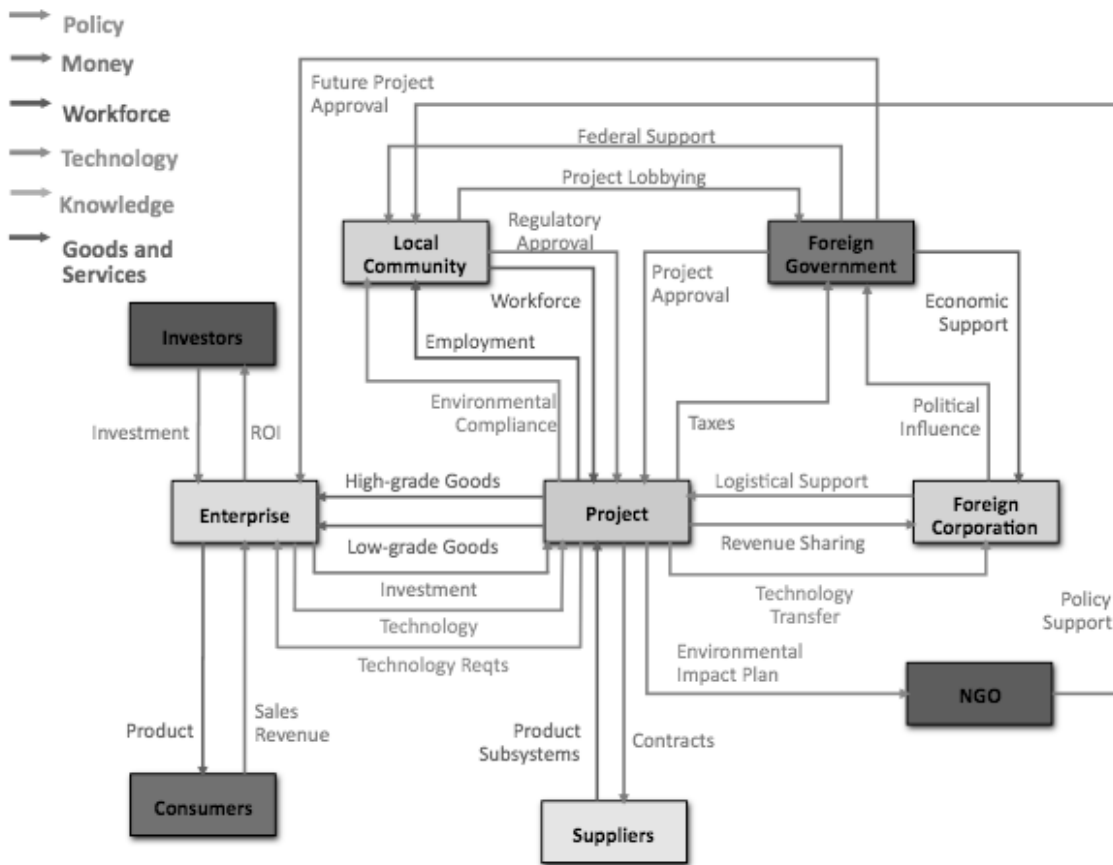 Policy
Money
Workforce
Technology
Knowledge
Goods and
Services
Future Project
Approval
Federal Support
Project Lobbying
Local
Community
Regulatory
Approval
Foreign
Government
Project
Approval
Workforce
Economic
Support
Investors
Employment
Environmental
Compliance
Taxes
Political
Influence
Investment
ROI
High-grade Goods
Logistical Support
Enterprise
Project
Foreign
Corporation
Low-grade Goods
Revenue Sharing
Investment
Technology
Technology Reqts
Technology
Transfer
Policy
Support
Environmental
Impact Plan
NGO
Product
Sales
Revenue
Product
Subsystems
Contracts
Consumers
Suppliers